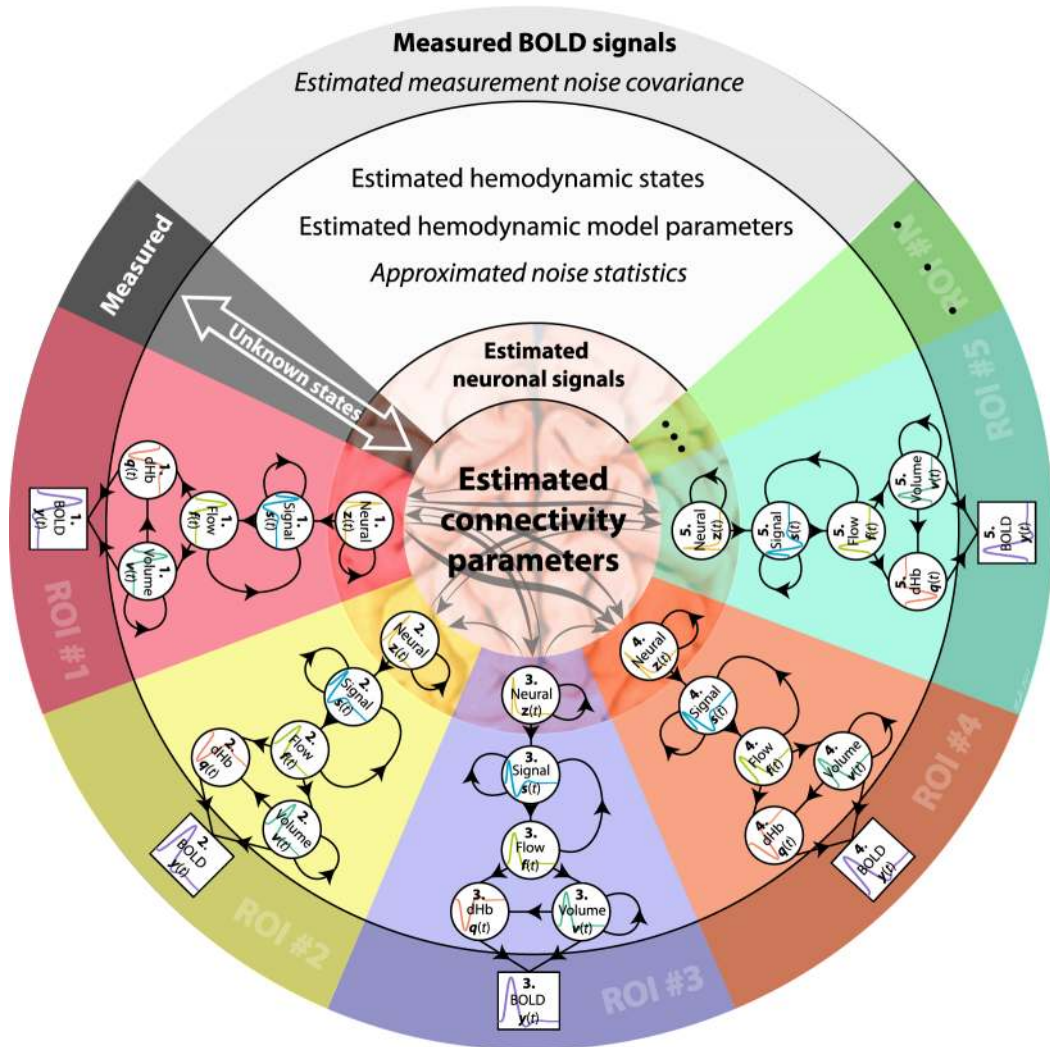 Measured BOLD signals
Estimated measurement noise covariance
Estimated hemodynamic states
Estimated hemodynamic model parameters
Approximated noise statistics
Measured
Unknown states
Estimated
neuronal signals
Estimated
connectivity
parameters
ROI #1
1.
Neural
z(t)
1.
Signal
s(t)
1.
Flow
f(t)
1.
dHb
q(t)
1.
Volume
v(t)
1.
BOLD
y(t)
ROI #2
2.
Neural
z(t)
2.
Signal
s(t)
2.
Flow
f(t)
2.
dHb
q(t)
2.
Volume
v(t)
2.
BOLD
y(t)
ROI #3
3.
Neural
z(t)
3.
Signal
s(t)
3.
Flow
f(t)
3.
dHb
q(t)
3.
Volume
v(t)
3.
BOLD
y(t)
ROI #4
4.
Neural
z(t)
4.
Signal
s(t)
4.
Flow
f(t)
4.
Volume
v(t)
4.
dHb
q(t)
4.
BOLD
y(t)
ROI #5
5.
Neural
z(t)
5.
Signal
s(t)
5.
Flow
f(t)
5.
Volume
v(t)
5.
dHb
q(t)
5.
BOLD
y(t)
ROI #N